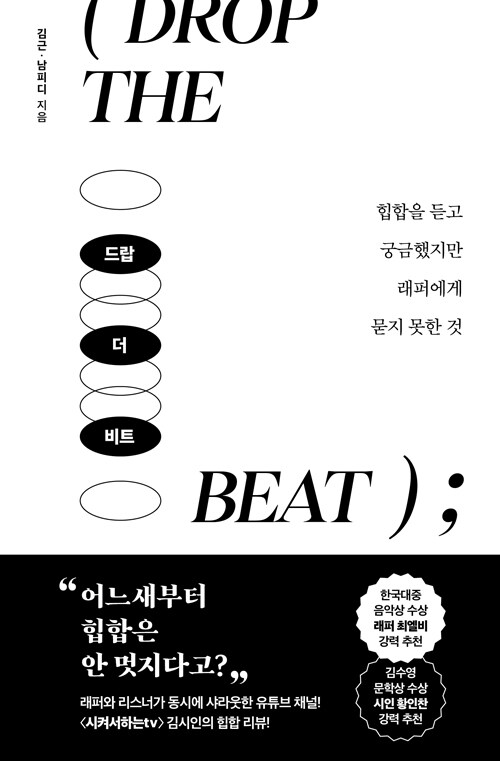 김근·남피디 지음
( DROP
THE
드랍
더
비트
힙합을 듣고
궁금했지만
래퍼에게
묻지 못한 것
BEAT ) ;
“ 어느새부터
힙합은
안 멋지다고? ”
래퍼와 리스너가 동시에 샤라웃한 유튜브 채널!
〈시켜서하는tv〉 김시인의 힙합 리뷰!
한국대중
음악상 수상
래퍼 최엘비
강력 추천
김수영
문학상 수상
시인 황인찬
강력 추천